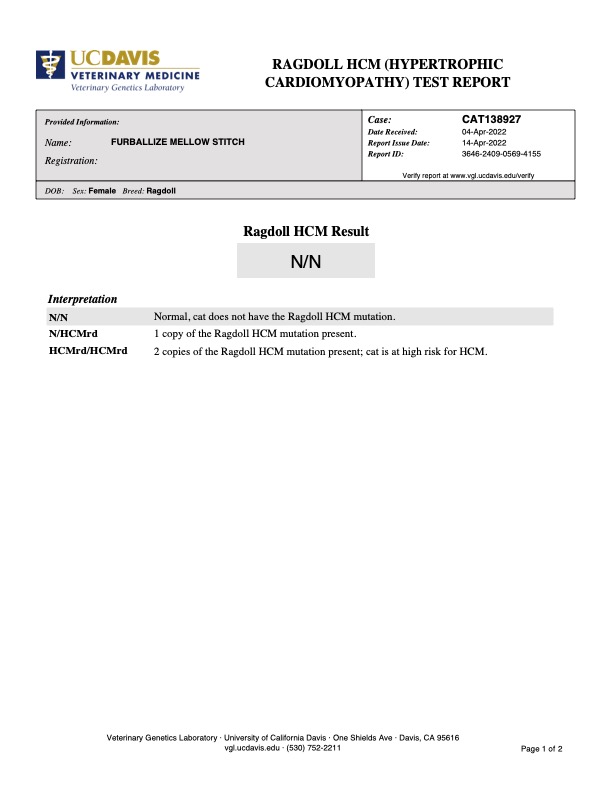 UCDAVIS
VETERINARY MEDICINE
Veterinary Genetics Laboratory
RAGDOLL HCM (HYPERTROPHIC
CARDIOMYOPATHY) TEST REPORT
Provided Information:
Name: FURBALLIZE MELLOW STITCH
Registration:
Case: CAT138927
Date Received: 04-Apr-2022
Report Issue Date: 14-Apr-2022
Report ID: 3646-2409-0569-4155
Verify report at www.vgl.ucdavis.edu/verify
DOB: Sex: Female Breed: Ragdoll
Ragdoll HCM Result
N/N
Interpretation
N/N Normal, cat does not have the Ragdoll HCM mutation.
N/HCMrd 1 copy of the Ragdoll HCM mutation present.
HCMrd/HCMrd 2 copies of the Ragdoll HCM mutation present; cat is at high risk for HCM.
Veterinary Genetics Laboratory · University of California Davis · One Shields Ave · Davis, CA 95616
vgl.ucdavis.edu · (530) 752-2211
Page 1 of 2